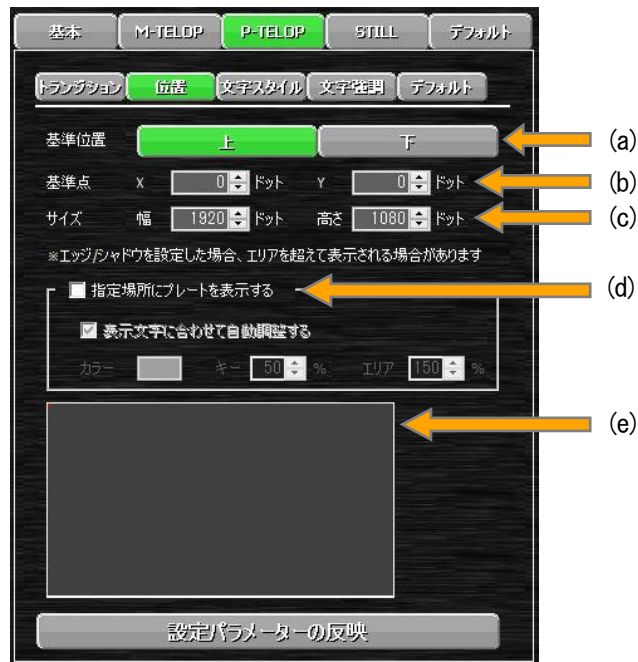 基本 M-TELOP P-TELOP STILL デフォルト
トランジション 位置 文字スタイル 文字強調 デフォルト
基準位置 上 下 (a)
基準点 X 0 ドット Y 0 ドット (b)
サイズ 幅 1920 ドット 高さ 1080 ドット (c)
※エッジ/シャドウを設定した場合、エリアを超えて表示される場合があります
指定場所にプレートを表示する (d)
表示文字に合わせて自動調整する
カラー キー 50 % エリア 150 %
(e)
設定パラメーターの反映